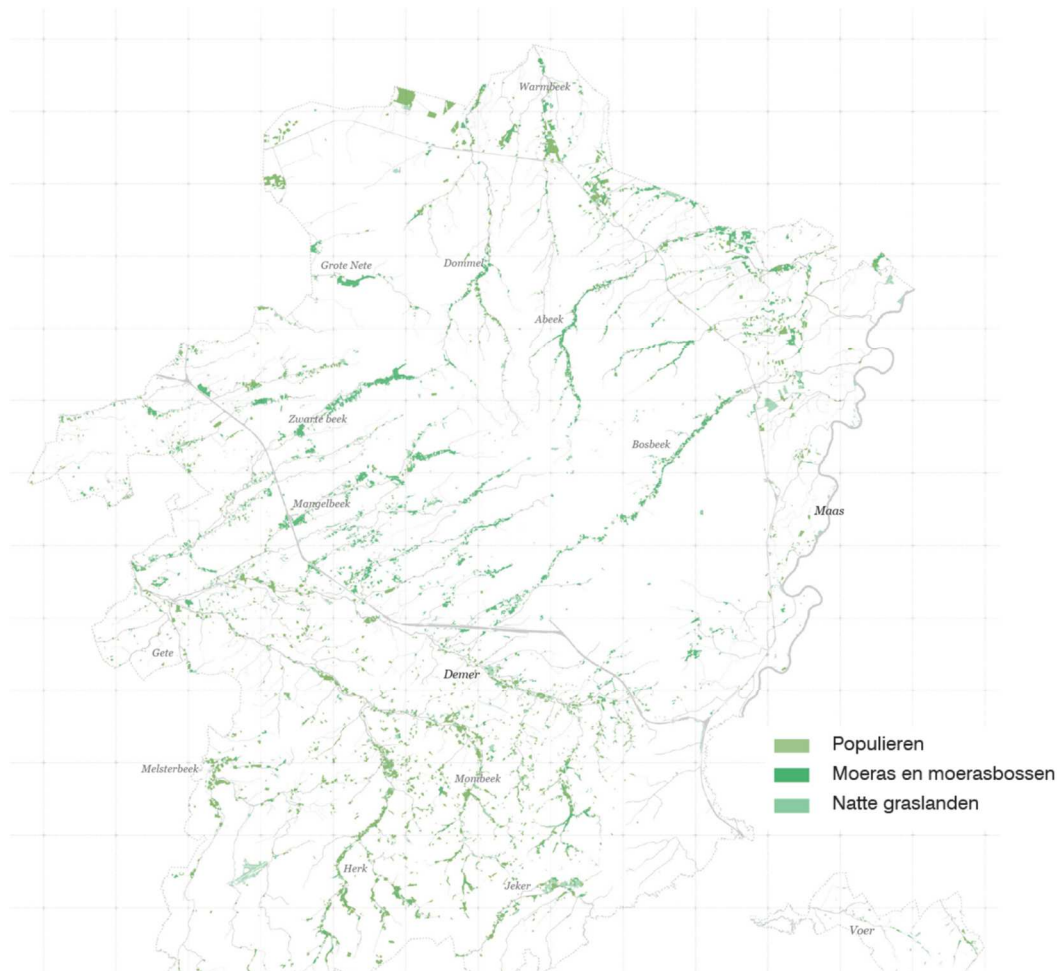 Warmbeek
Grote Nete
Dommel
Abeek
Zwarte beek
Bosbeek
Mangelbeek
Maas
Gete
Demer
Melsterbeek
Mombeek
Herk
Jeker
Voer
Populieren
Moeras en moerasbossen
Natte graslanden